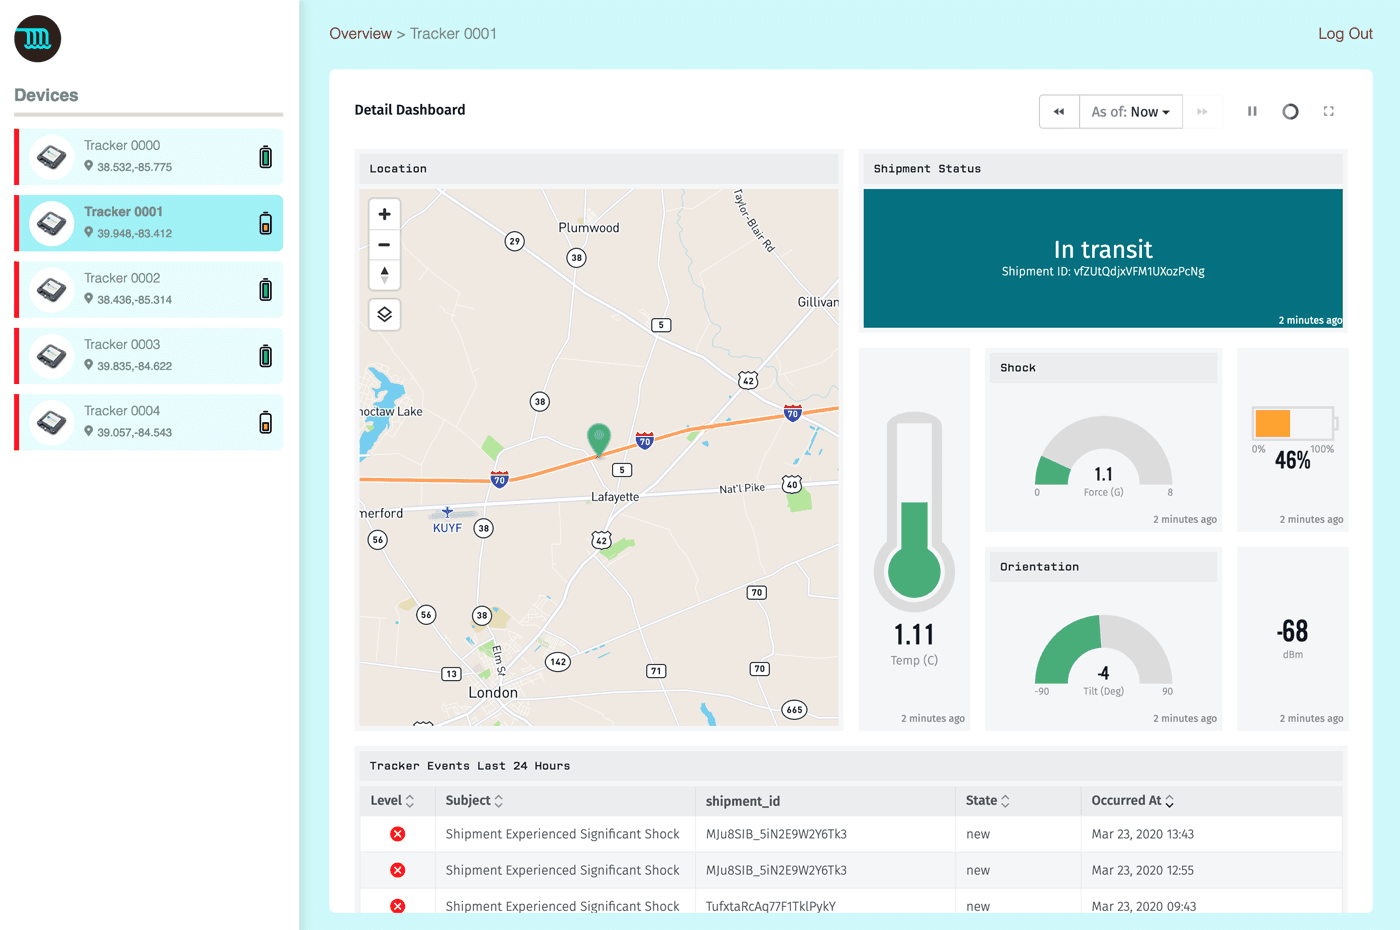 Overview > Tracker 0001
Log Out
Devices
Tracker 0000
38.532,-85.775
Tracker 0001
39.948,-83.412
Tracker 0002
38.436,-85.314
Tracker 0003
39.835,-84.622
Tracker 0004
39.057,-84.543
Detail Dashboard
As of: Now
Location
Plumwood
Taylor-Blair Rd
29
38
Gillivan
5
42
38
70
hoctaw Lake
70
5
70
Lafayette
Nat'l Pike
40
merford
KUYF
38
56
42
70
56
38
Elm St
142
13
71
70
London
665
Shipment Status
In transit
Shipment ID: vfZUtQdjxVFM1UXozPcNg
2 minutes ago
1.11
Temp (C)
2 minutes ago
Shock
1.1
0
Force (G)
8
2 minutes ago
0%
100%
46%
2 minutes ago
Orientation
-4
-90
Tilt (Deg)
90
2 minutes ago
-68
dBm
2 minutes ago
Tracker Events Last 24 Hours
Level Subject shipment_id State Occurred At
Shipment Experienced Significant Shock MJu8SIB_5iN2E9W2Y6Tk3 new Mar 23, 2020 13:43
Shipment Experienced Significant Shock MJu8SIB_5iN2E9W2Y6Tk3 new Mar 23, 2020 12:55
Shipment Experienced Significant Shock TufxtaRcAq77F1TklPykY new Mar 23, 2020 09:43